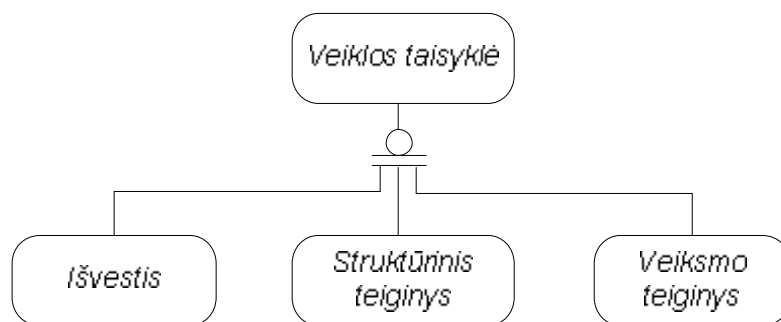 Veiklos taisyklė
Išvestis
Struktūrinis
teiginys
Veiksmo
teiginys